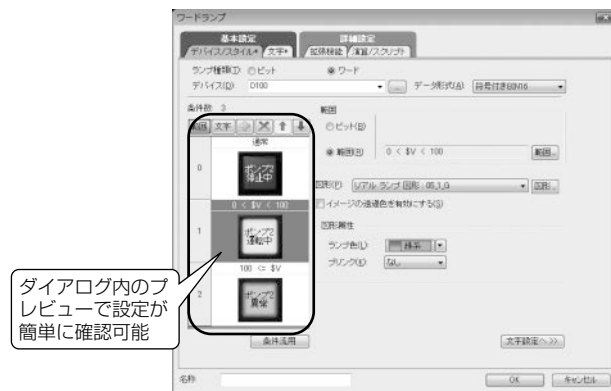 ワードランプ
基本設定
詳細設定
デバイス/スタイル* 文字*
拡張機能 演算/スクリプト
ランプ種類(I) ビット ワード
デバイス(D) D100 ... データ形式(A) 符号付きBIN16
条件数 3
範囲 文字
通常
0
ポンプ2
停止中
0 < $V < 100
1
ポンプ2
運転中
100 <= $V
2
ポンプ2
異常
条件流用
範囲
ビット(B)
範囲(R) 0 < $V < 100 範囲...
図形(P) リアル ランプ 図形 05_1_G 図形...
イメージの透過色を有効にする(G)
図形属性
ランプ色(L) 緑系
ブリンク(K) なし
文字設定へ>>
名称
OK キャンセル
ダイアログ内のプ
レビューで設定が
簡単に確認可能